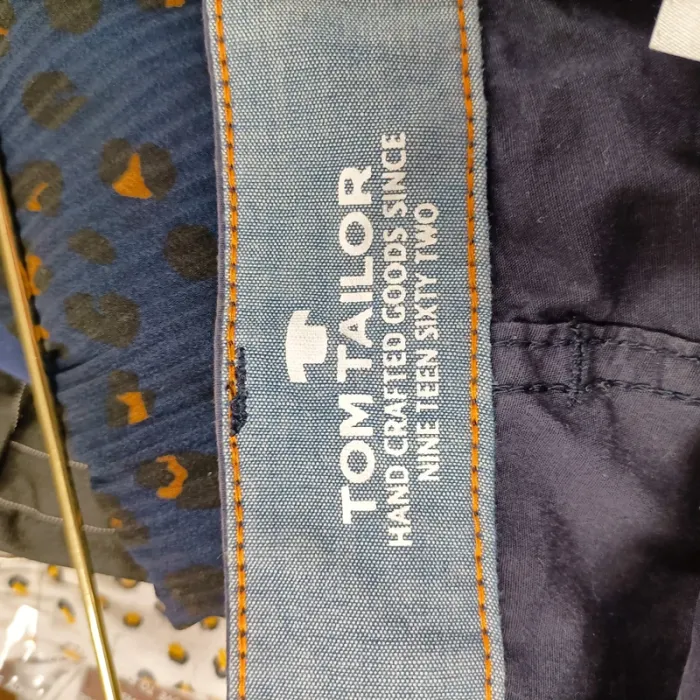 TOM TAILOR
HAND CRAFTED GOODS SINCE
NINE TEEN SIXTY TWO